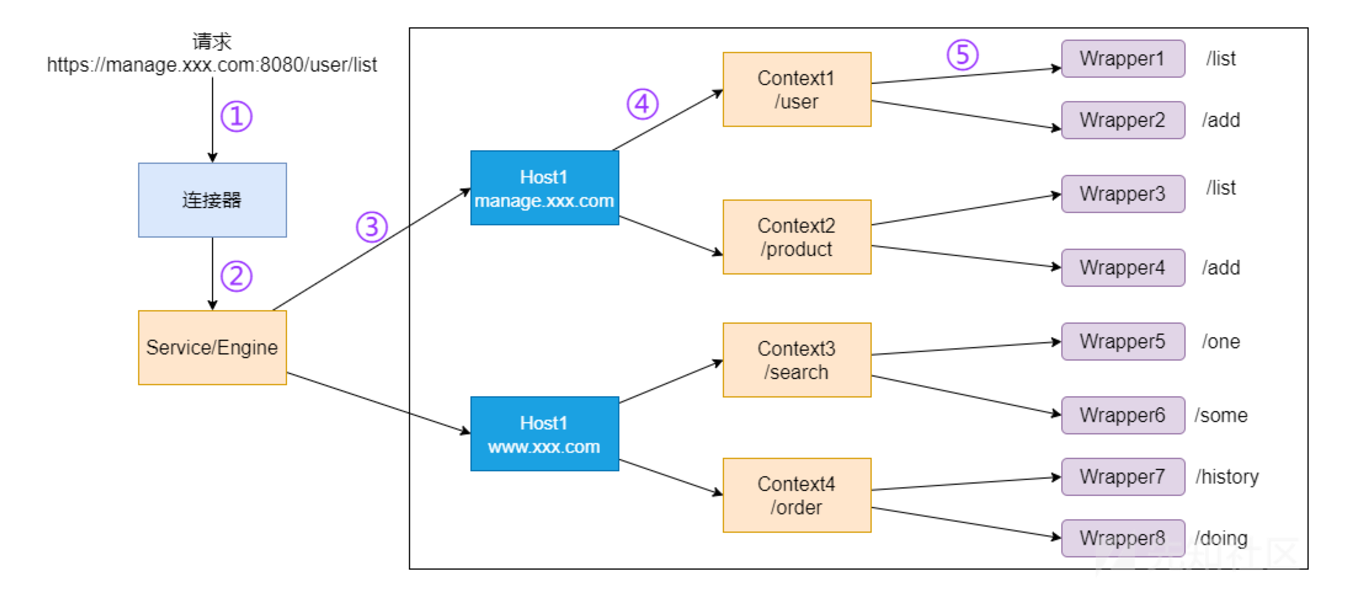 请求
https://manage.xxx.com:8080/user/list
①
连接器
②
Service/Engine
③
Host1
manage.xxx.com
④
Context1
/user
⑤
Wrapper1 /list
Wrapper2 /add
Context2
/product
Wrapper3 /list
Wrapper4 /add
Host1
www.xxx.com
Context3
/search
Wrapper5 /one
Wrapper6 /some
Context4
/order
Wrapper7 /history
Wrapper8 /doing
先知社区